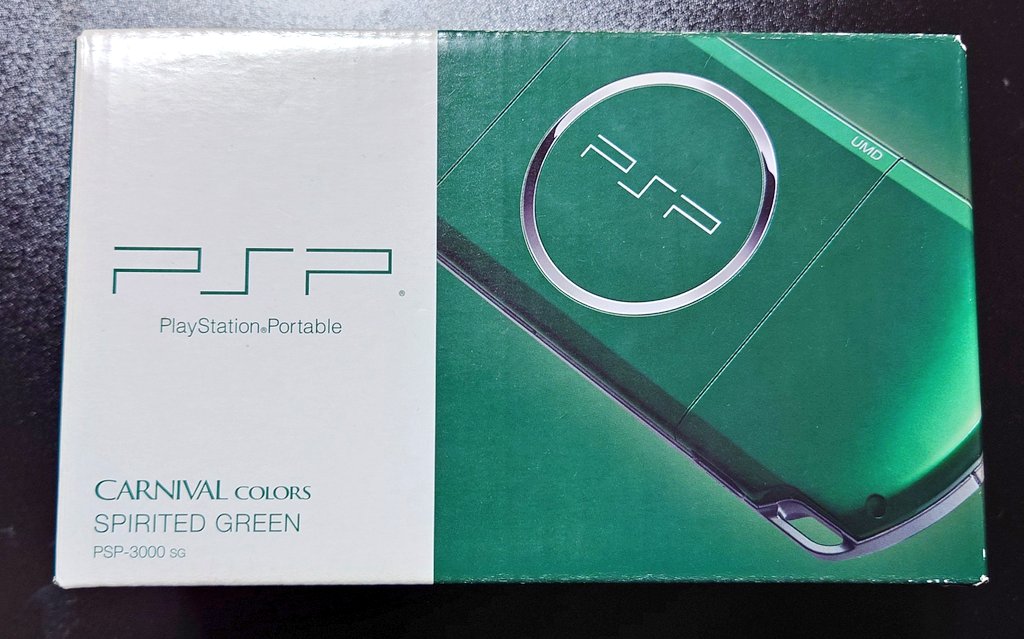 PSP®
PlayStation®Portable
CARNIVAL COLORS
SPIRITED GREEN
PSP-3000 SG
PSP
UMD